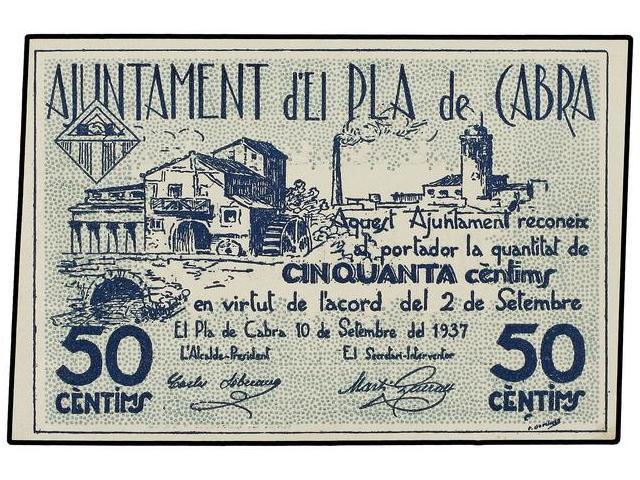 AJUNTAMENT d'El PLA de CABRA
Aquest Ajuntament reconeix
al portador la quantitat de
CINQUANTA cèntims
en virtut de l'acord del 2 de Setembre
El Pla de Cabra 10 de Setembre del 1937
L'Alcalde-President El Secretari-Interventor
50 50
CÈNTIMS CÈNTIMS